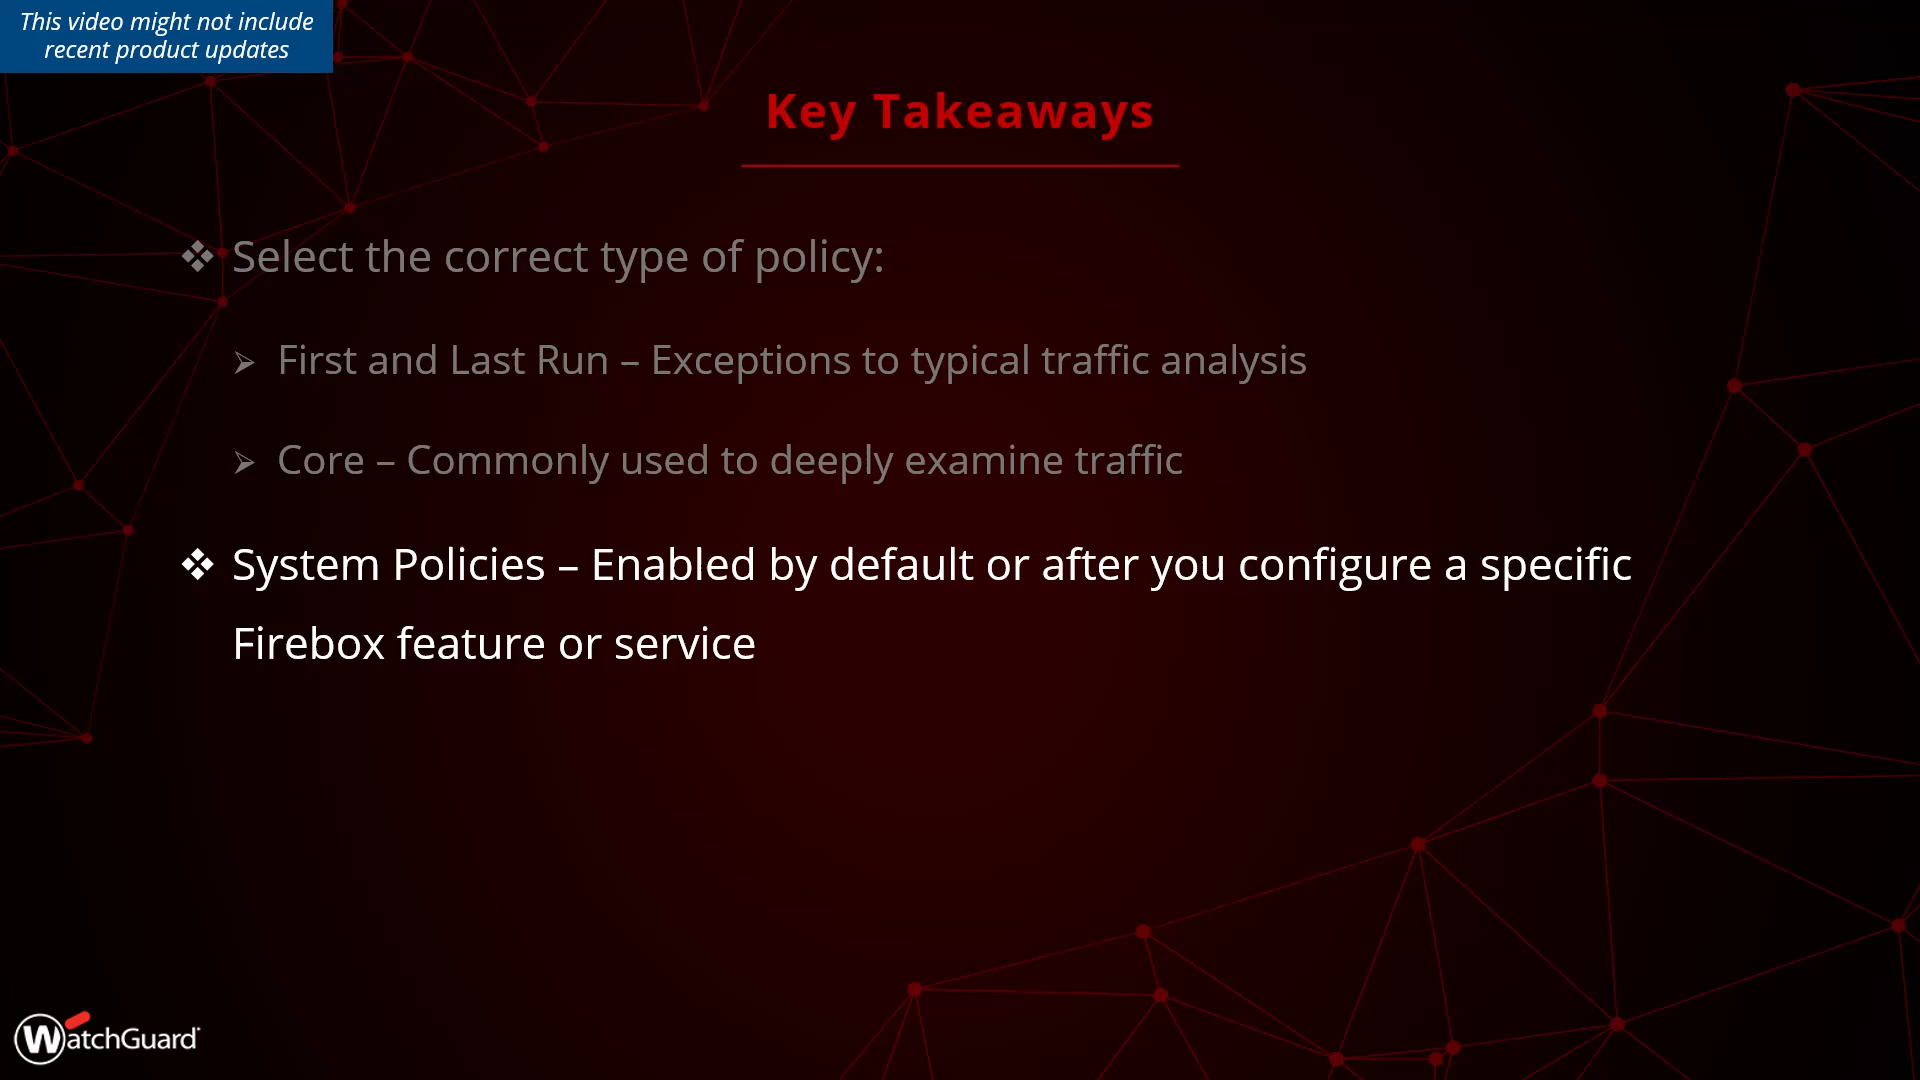 This video might not include
recent product updates
Key Takeaways
❖ Select the correct type of policy:
➢ First and Last Run – Exceptions to typical traffic analysis
➢ Core – Commonly used to deeply examine traffic
❖ System Policies – Enabled by default or after you configure a specific
Firebox feature or service
WatchGuard